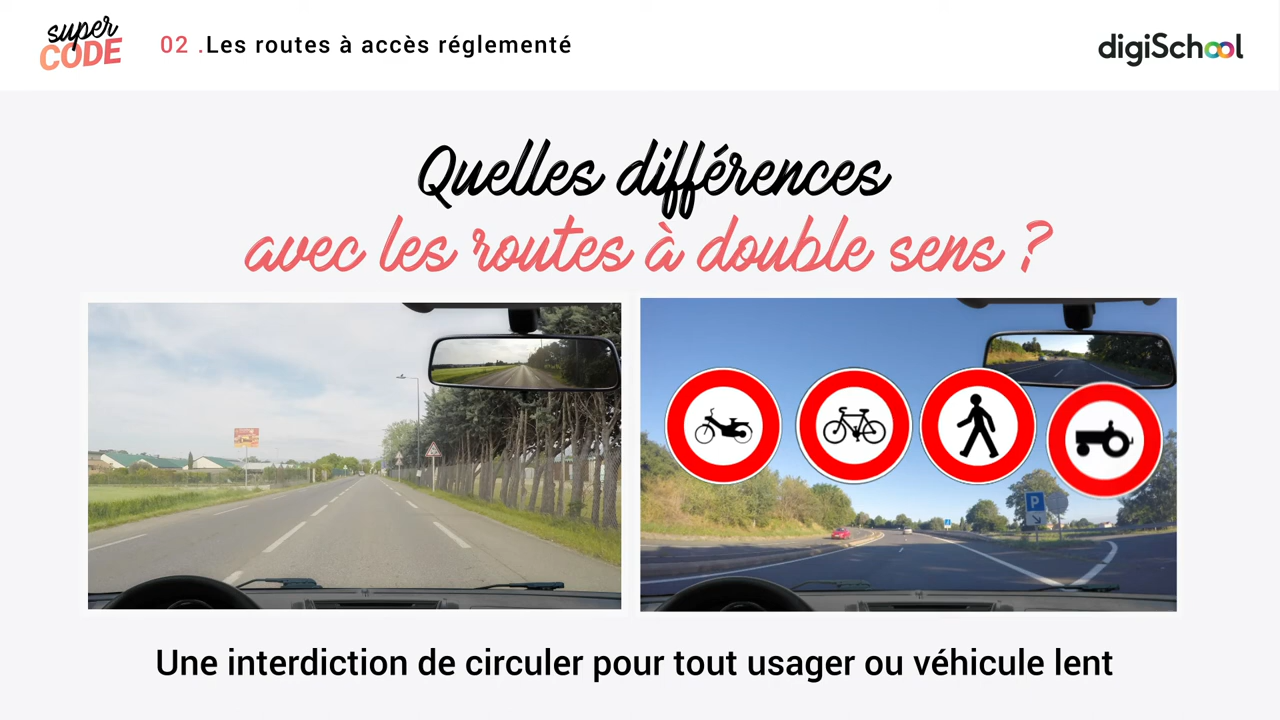 super
CODE
02 .Les routes à accès réglementé
digiSchool
Quelles différences
avec les routes à double sens ?
P
Une interdiction de circuler pour tout usager ou véhicule lent